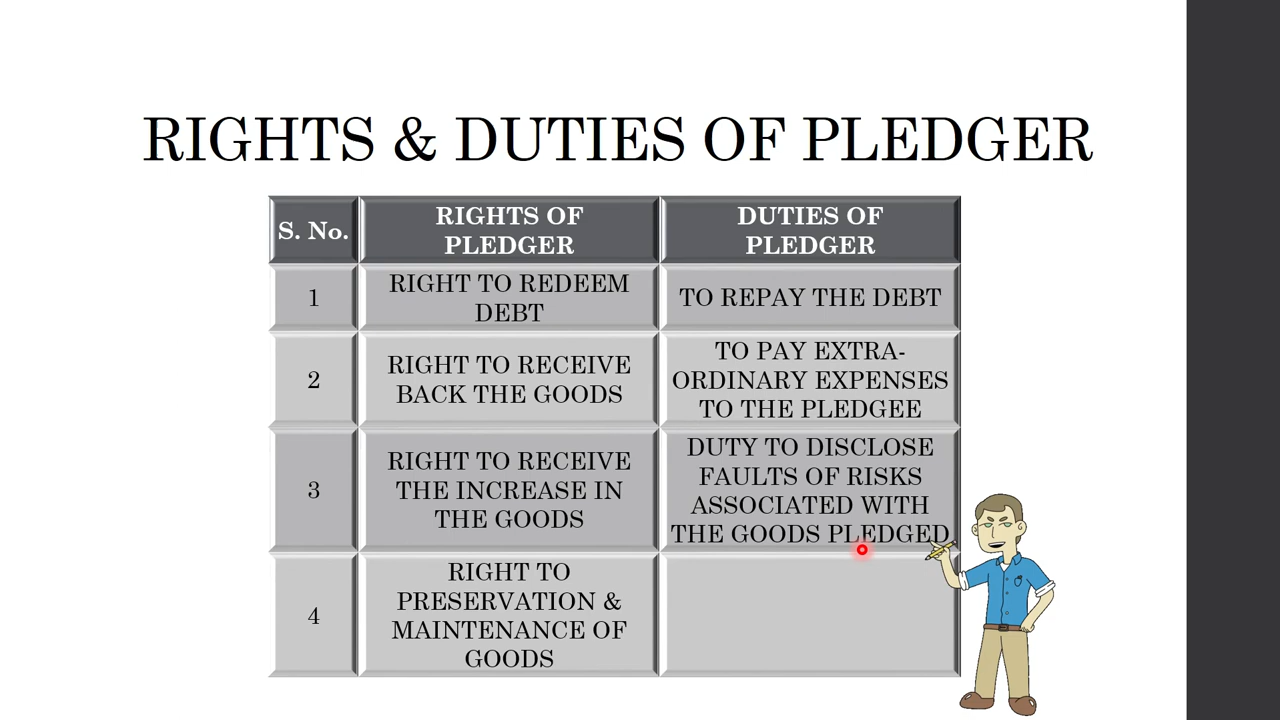 RIGHTS & DUTIES OF PLEDGER
S. No.
RIGHTS OF
PLEDGER
DUTIES OF
PLEDGER
1
RIGHT TO REDEEM
DEBT
TO REPAY THE DEBT
2
RIGHT TO RECEIVE
BACK THE GOODS
TO PAY EXTRA-
ORDINARY EXPENSES
TO THE PLEDGEE
3
RIGHT TO RECEIVE
THE INCREASE IN
THE GOODS
DUTY TO DISCLOSE
FAULTS OF RISKS
ASSOCIATED WITH
THE GOODS PLEDGED
4
RIGHT TO
PRESERVATION &
MAINTENANCE OF
GOODS